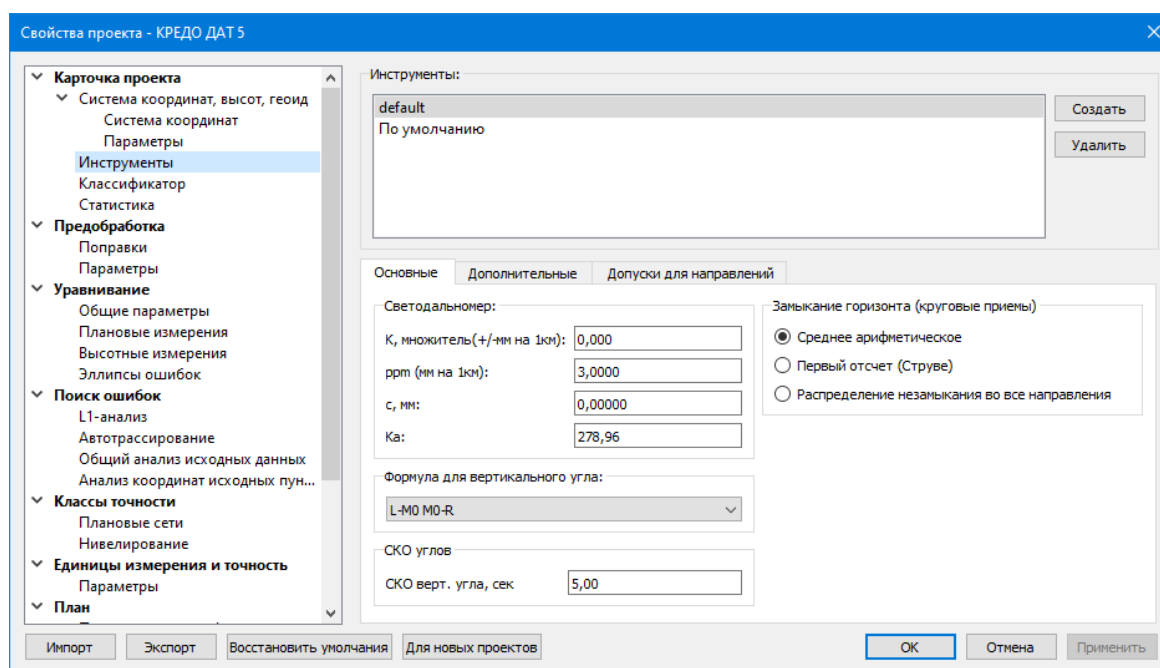 Свойства проекта - КРЕДО ДАТ 5
Карточка проекта
Система координат, высот, геоид
Система координат
Параметры
Инструменты
Классификатор
Статистика
Предобработка
Поправки
Параметры
Уравнивание
Общие параметры
Плановые измерения
Высотные измерения
Эллипсы ошибок
Поиск ошибок
L1-анализ
Автотрассирование
Общий анализ исходных данных
Анализ координат исходных пун...
Классы точности
Плановые сети
Нивелирование
Единицы измерения и точность
Параметры
План
Инструменты:
default
По умолчанию
Создать
Удалить
Основные Дополнительные Допуски для направлений
Светодальномер:
К, множитель(+/-мм на 1км): 0,000
ppm (мм на 1км): 3,0000
с, мм: 0,00000
Ка: 278,96
Формула для вертикального угла:
L-M0 M0-R
СКО углов
СКО верт. угла, сек 5,00
Замыкание горизонта (круговые приемы)
Среднее арифметическое
Первый отсчет (Струве)
Распределение незамыкания во все направления
Импорт Экспорт Восстановить умолчания Для новых проектов OK Отмена Применить